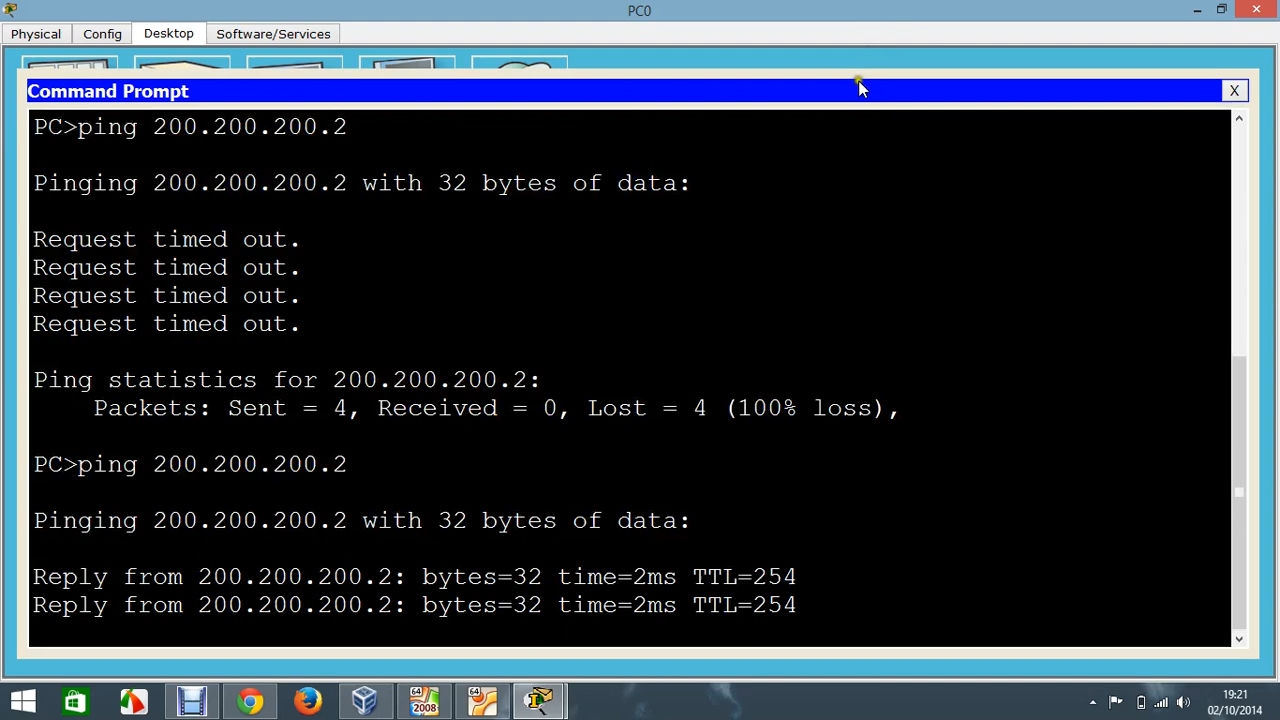 PC0
Physical
Config
Desktop
Software/Services
Command Prompt
X
PC>ping 200.200.200.2
Pinging 200.200.200.2 with 32 bytes of data:
Request timed out.
Request timed out.
Request timed out.
Request timed out.
Ping statistics for 200.200.200.2:
Packets: Sent = 4, Received = 0, Lost = 4 (100% loss),
PC>ping 200.200.200.2
Pinging 200.200.200.2 with 32 bytes of data:
Reply from 200.200.200.2: bytes=32 time=2ms TTL=254
Reply from 200.200.200.2: bytes=32 time=2ms TTL=254
64
2008
64
19:21
02/10/2014